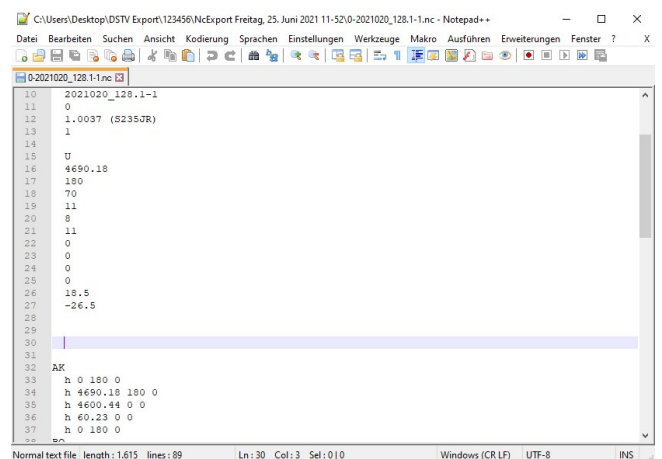 C:\Users\Desktop\DSTV Export\123456\NcExport Freitag, 25. Juni 2021 11-52\0-2021020_128.1-1.nc - Notepad++
Datei Bearbeiten Suchen Ansicht Kodierung Sprachen Einstellungen Werkzeuge Makro Ausführen Erweiterungen Fenster ? X
0-2021020_128.1-1.nc
10 2021020_128.1-1
11 0
12 1.0037 (S235JR)
13 1
14
15 U
16 4690.18
17 180
18 70
19 11
20 8
21 11
22 0
23 0
24 0
25 0
26 18.5
27 -26.5
28
29
30
31
32 AK
33 h 0 180 0
34 h 4690.18 180 0
35 h 4600.44 0 0
36 h 60.23 0 0
37 h 0 180 0
38 BO
Normal text file length : 1.615 lines : 89 Ln : 30 Col : 3 Sel : 0 | 0 Windows (CR LF) UTF-8 INS